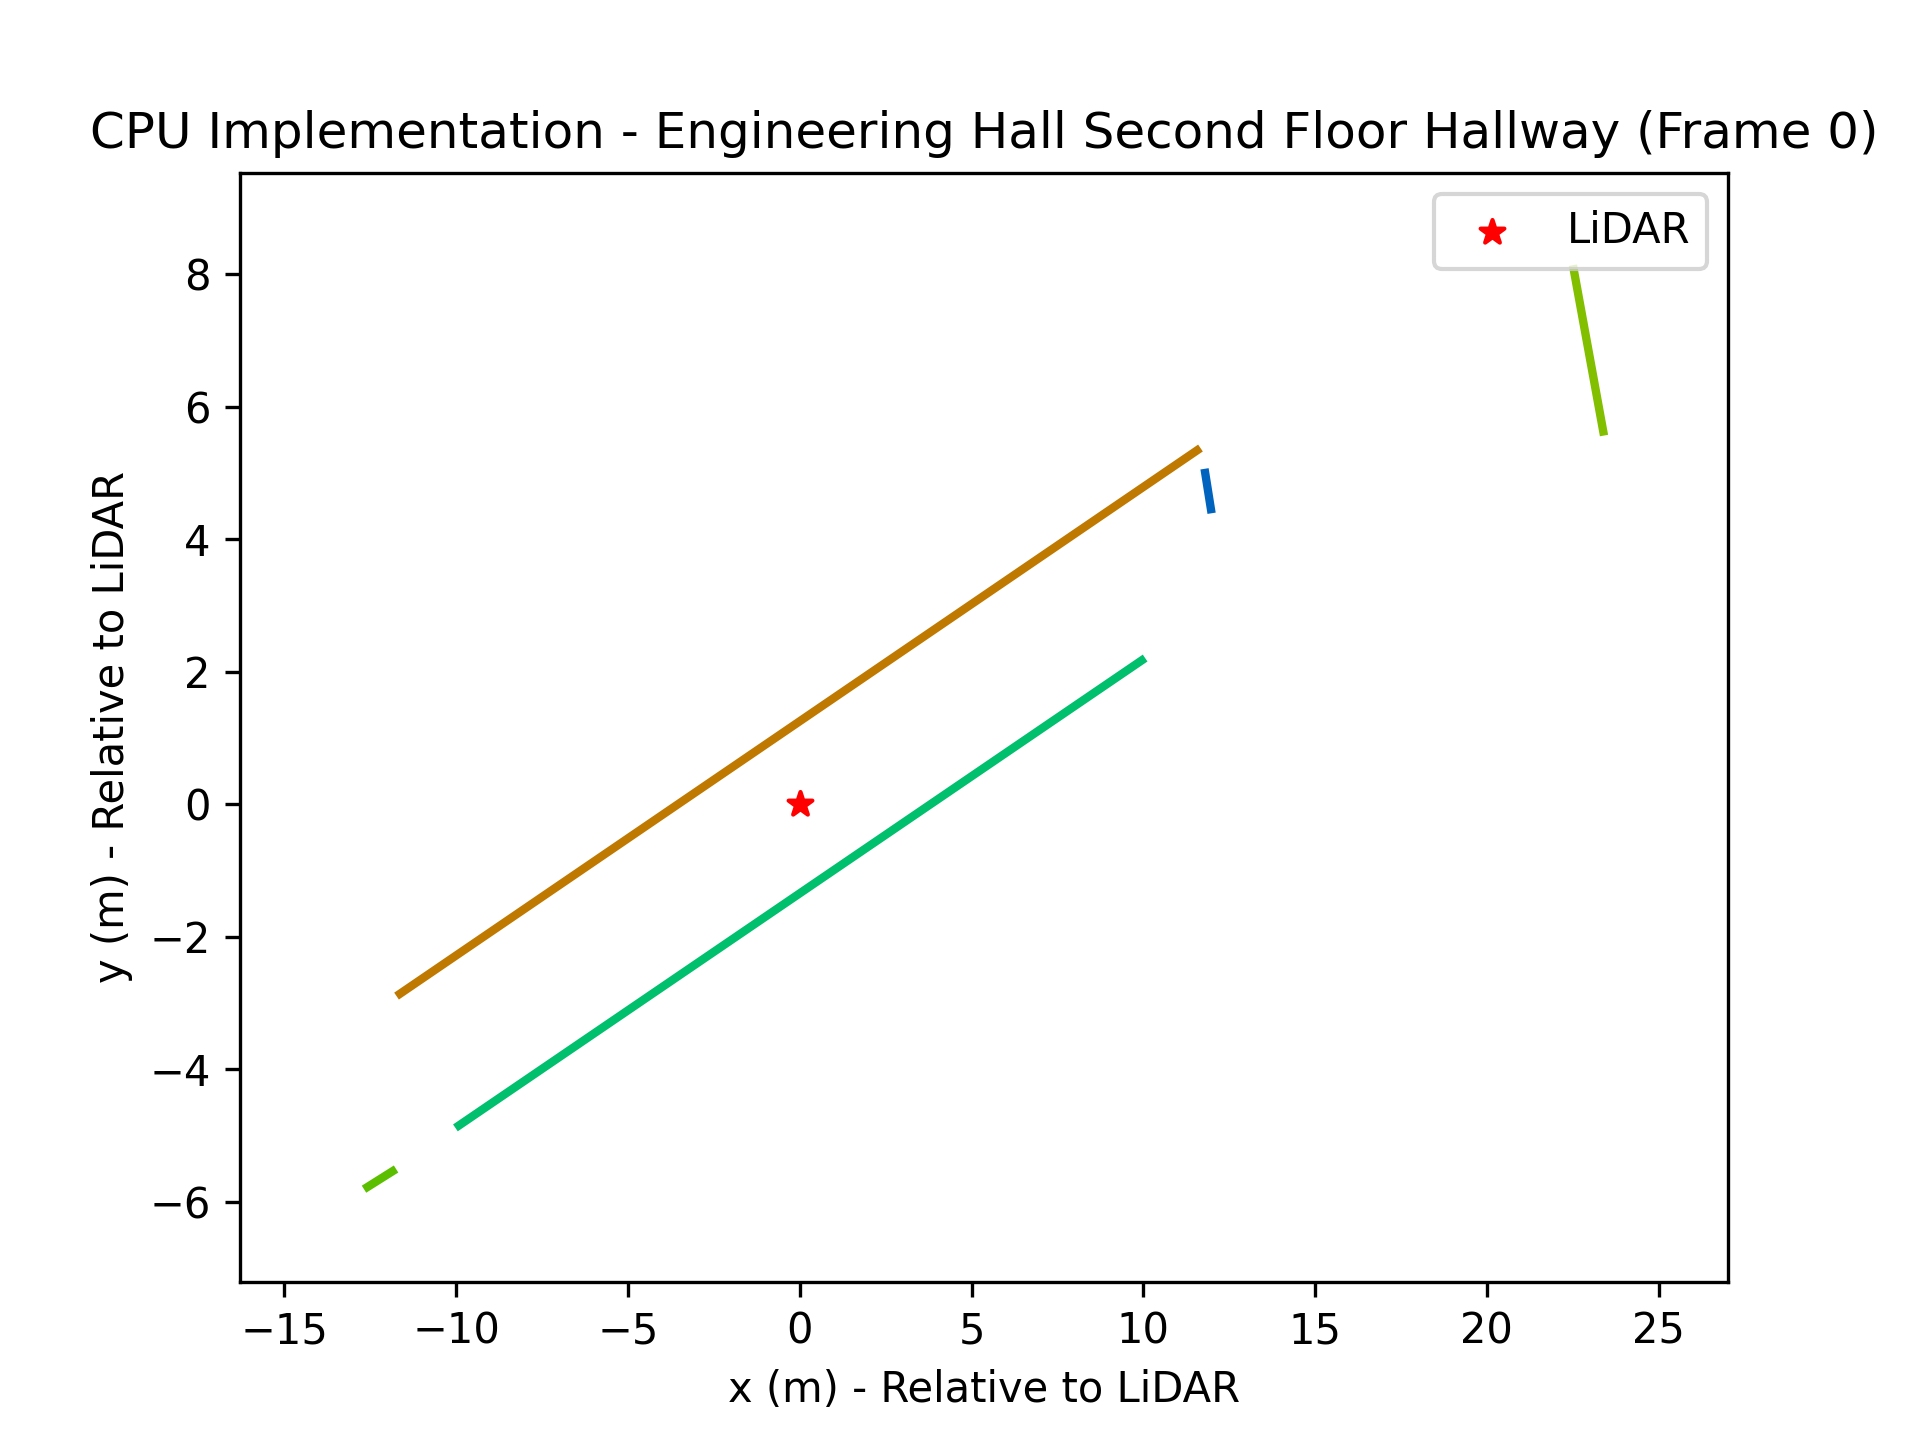 CPU Implementation - Engineering Hall Second Floor Hallway (Frame 0)
LiDAR
8
6
4
2
0
−2
−4
−6
y (m) - Relative to LiDAR
−15 −10 −5 0 5 10 15 20 25
x (m) - Relative to LiDAR